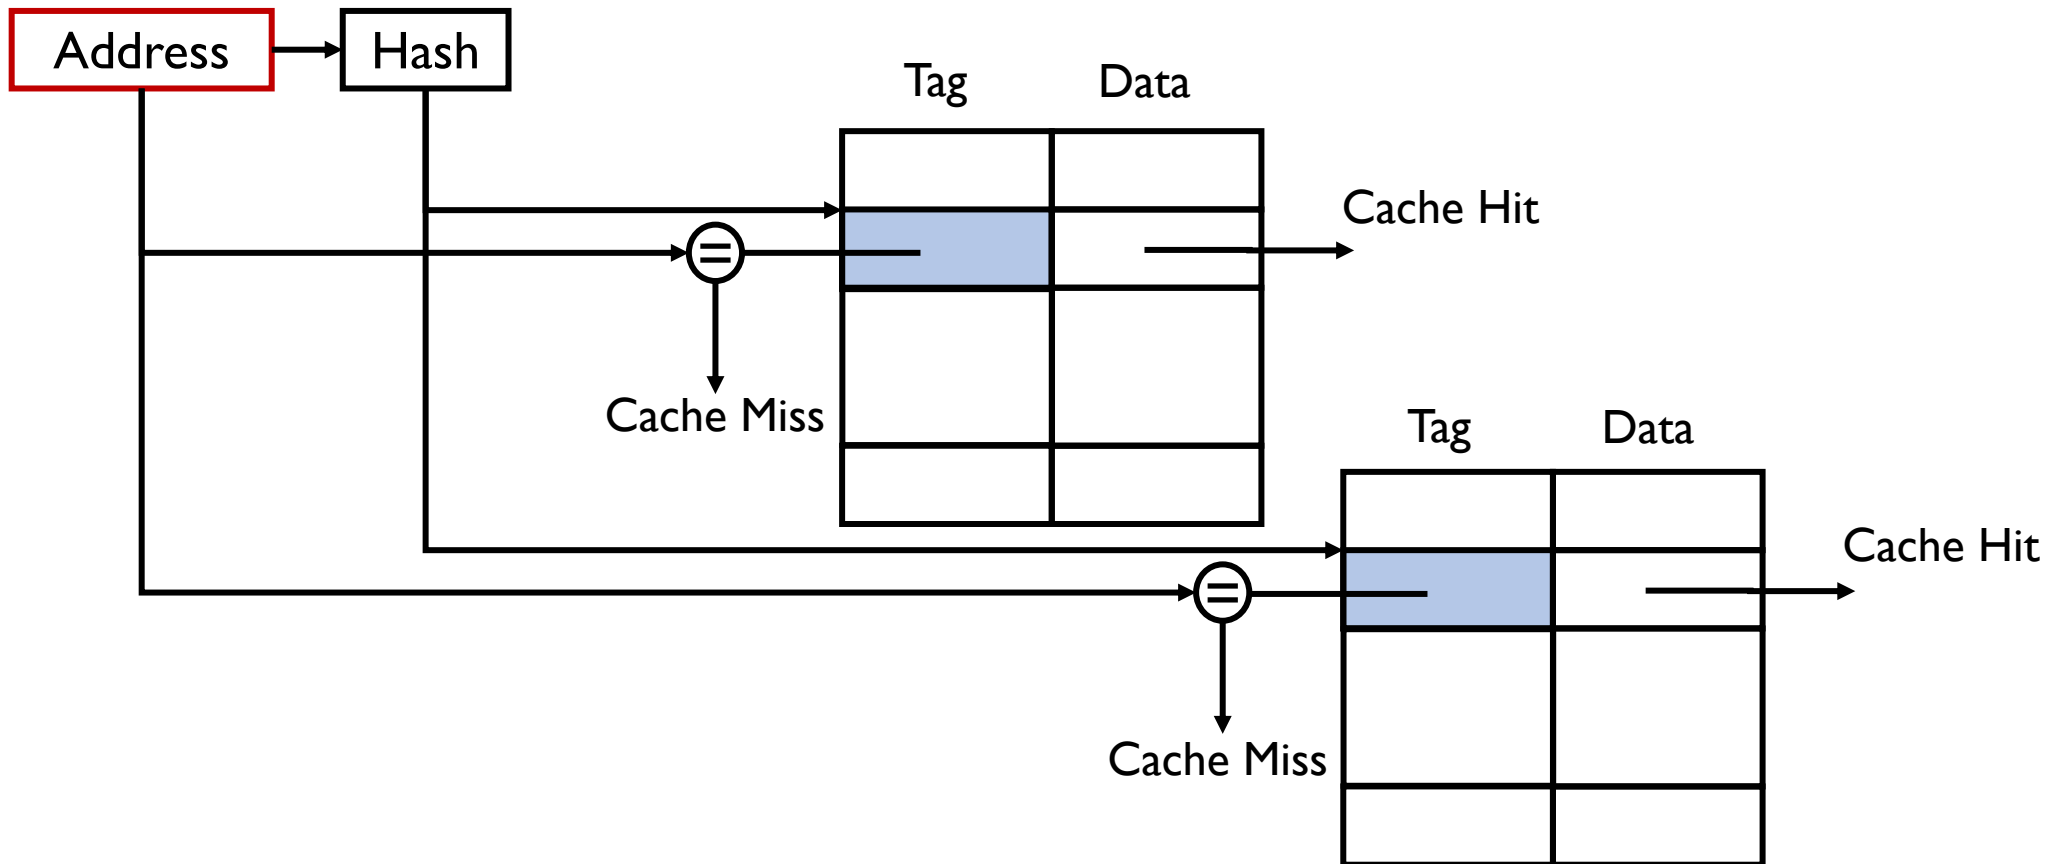 Address
Hash
Tag
Data
Cache Hit
=
Cache Miss
Tag
Data
Cache Hit
=
Cache Miss